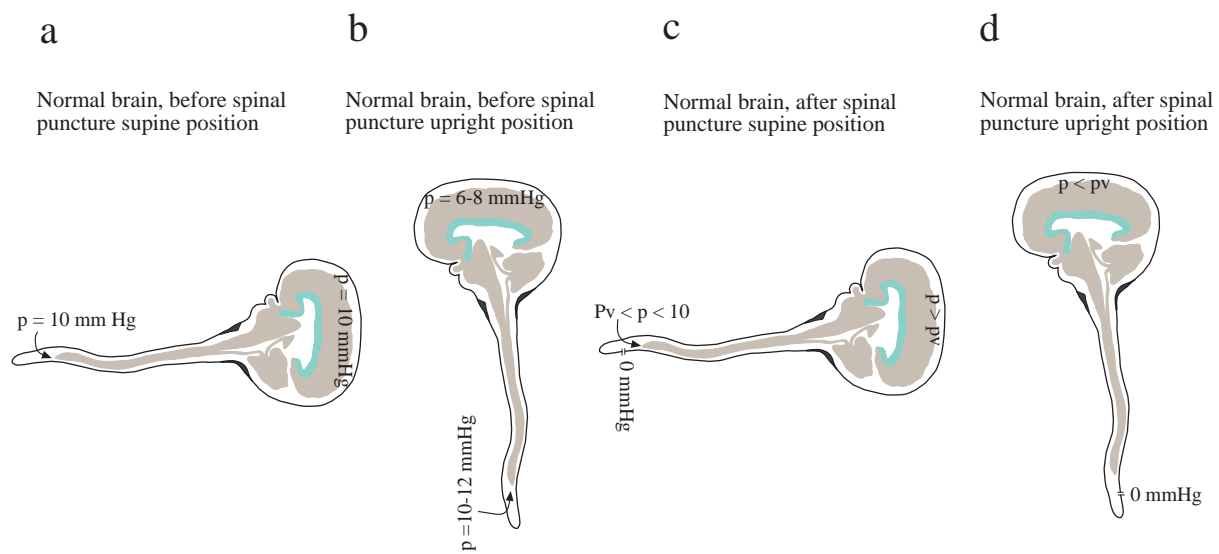 a
Normal brain, before spinal
puncture supine position
p = 10 mm Hg
p = 10 mmHg
b
Normal brain, before spinal
puncture upright position
p = 6-8 mmHg
p =10-12 mmHg
c
Normal brain, after spinal
puncture supine position
Pv < p < 10
0 mmHg
p > pv
d
Normal brain, after spinal
puncture upright position
p < pv
0 mmHg